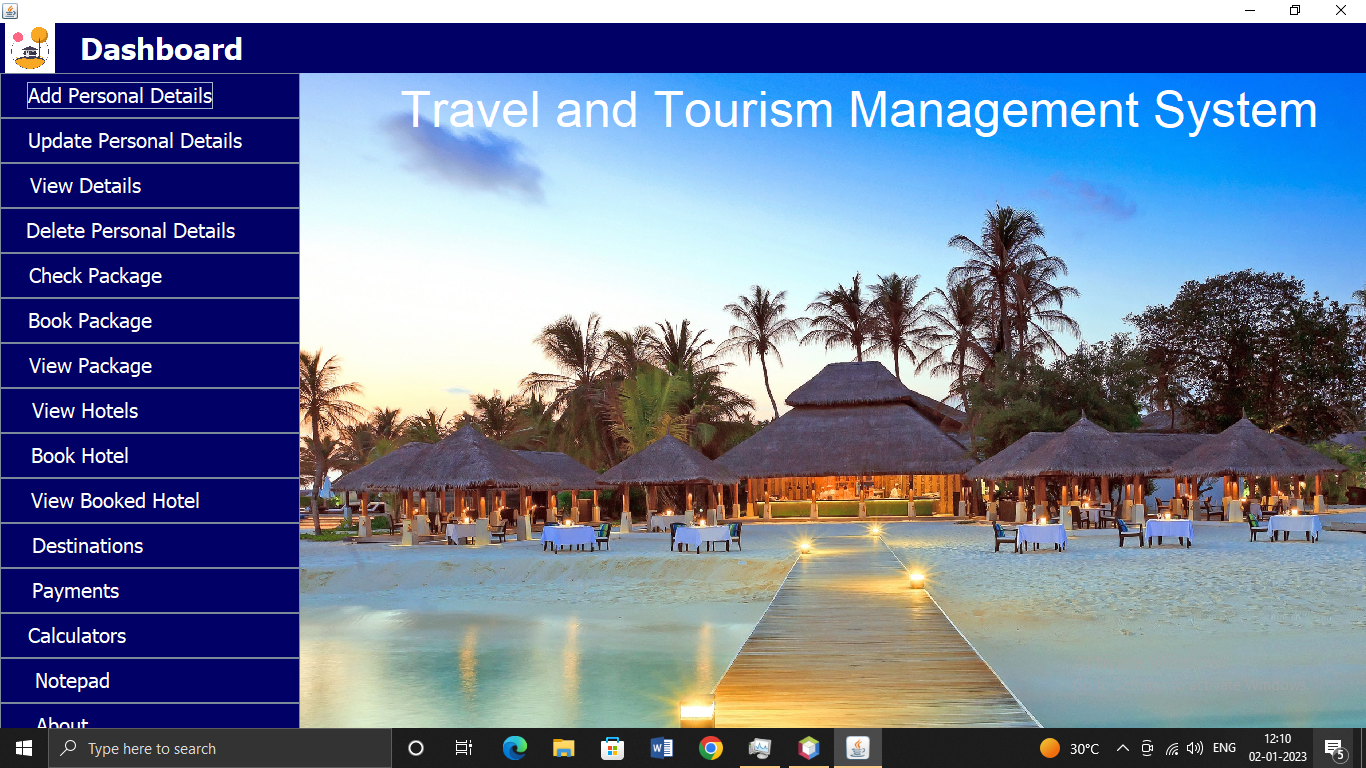 Dashboard
Travel and Tourism Management System
Add Personal Details
Update Personal Details
View Details
Delete Personal Details
Check Package
Book Package
View Package
View Hotels
Book Hotel
View Booked Hotel
Destinations
Payments
Calculators
Notepad
About
Type here to search
30°C
ENG
12:10
02-01-2023
5